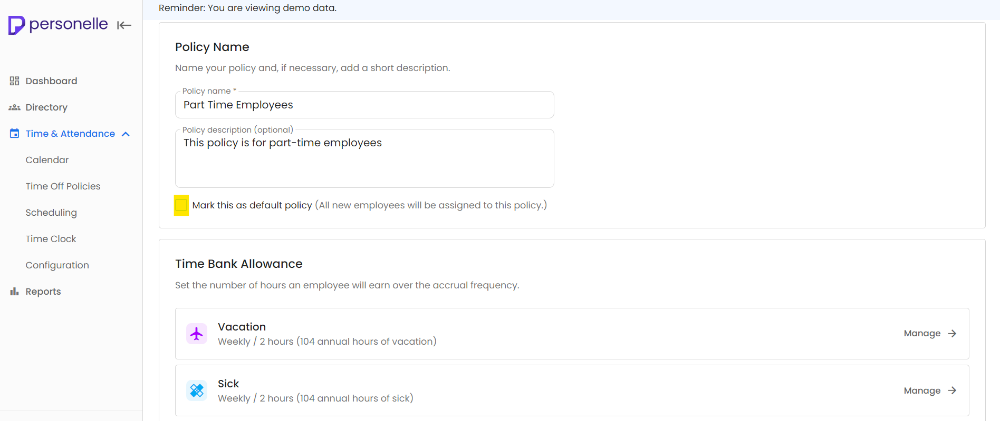 Reminder: You are viewing demo data.
personelle
Dashboard
Directory
Time & Attendance
Calendar
Time Off Policies
Scheduling
Time Clock
Configuration
Reports
Policy Name
Name your policy and, if necessary, add a short description.
Policy name *
Part Time Employees
Policy description (optional)
This policy is for part-time employees
Mark this as default policy (All new employees will be assigned to this policy.)
Time Bank Allowance
Set the number of hours an employee will earn over the accrual frequency.
Vacation
Weekly / 2 hours (104 annual hours of vacation)
Manage
Sick
Weekly / 2 hours (104 annual hours of sick)
Manage